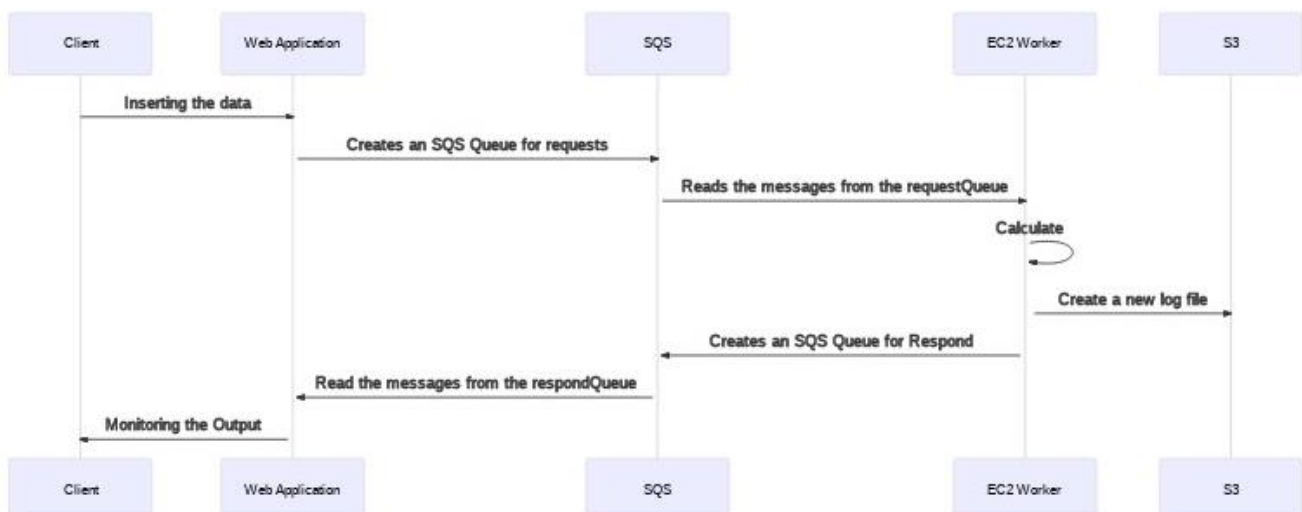 Client Web Application SQS EC2 Worker S3
Inserting the data
Creates an SQS Queue for requests
Reads the messages from the requestQueue
Calculate
Create a new log file
Creates an SQS Queue for Respond
Read the messages from the respondQueue
Monitoring the Output
Client Web Application SQS EC2 Worker S3